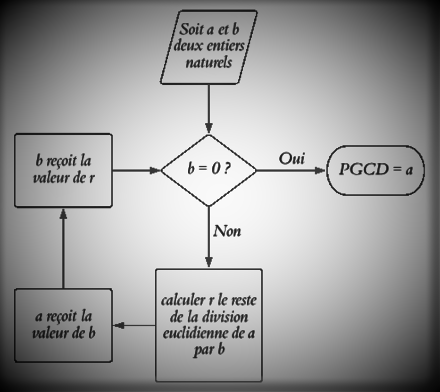 Soit a et b
deux entiers
naturels
b reçoit la
valeur de r
b = 0 ?
Oui
PGCD = a
Non
calculer r le reste
de la division
euclidienne de a
par b
a reçoit la
valeur de b